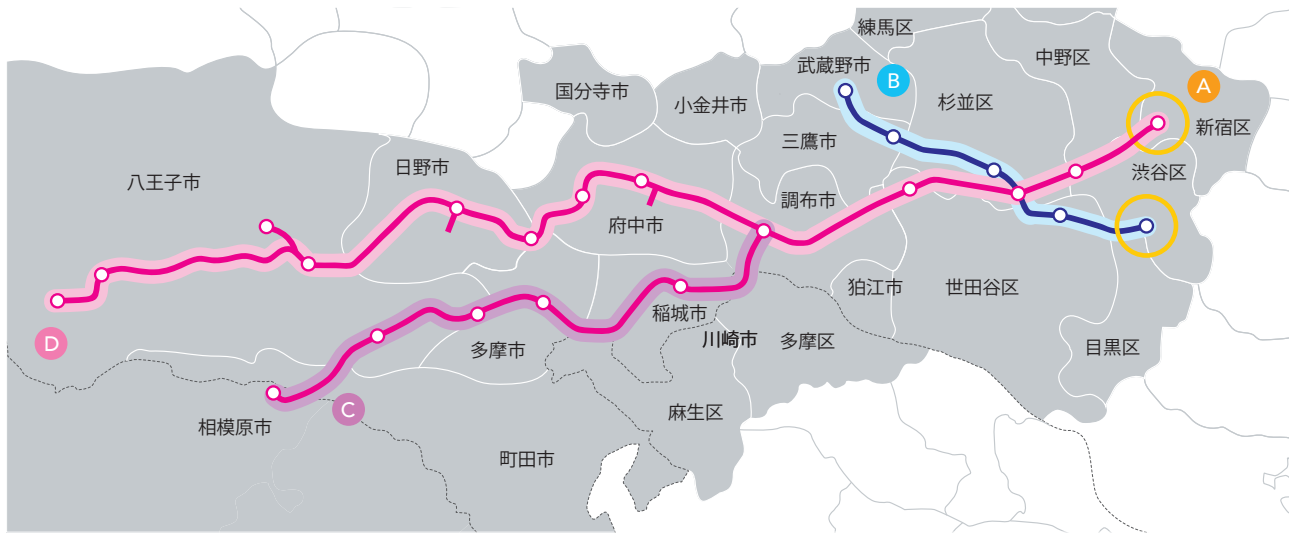 練馬区
中野区
武蔵野市
B
A
国分寺市
小金井市
杉並区
新宿区
三鷹市
日野市
渋谷区
八王子市
調布市
府中市
狛江市
世田谷区
稲城市
川崎市
多摩区
D
多摩市
目黒区
C
麻生区
相模原市
町田市